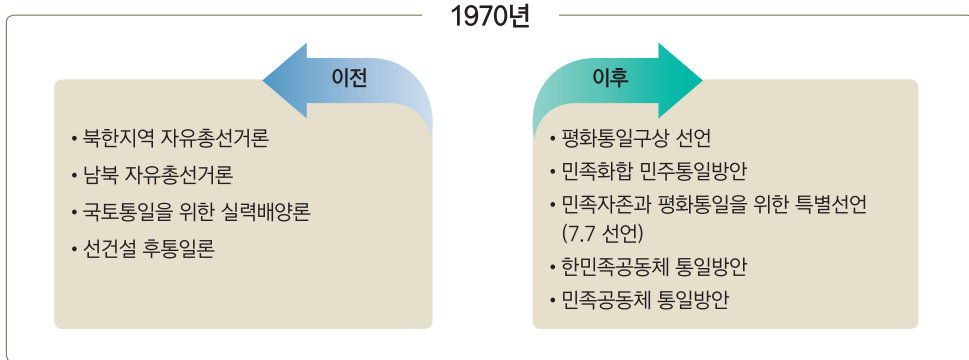 1970년
이전
• 북한지역 자유총선거론
• 남북 자유총선거론
• 국토통일을 위한 실력배양론
• 선건설 후통일론
이후
• 평화통일구상 선언
• 민족화합 민주통일방안
• 민족자존과 평화통일을 위한 특별선언
(7.7 선언)
• 한민족공동체 통일방안
• 민족공동체 통일방안